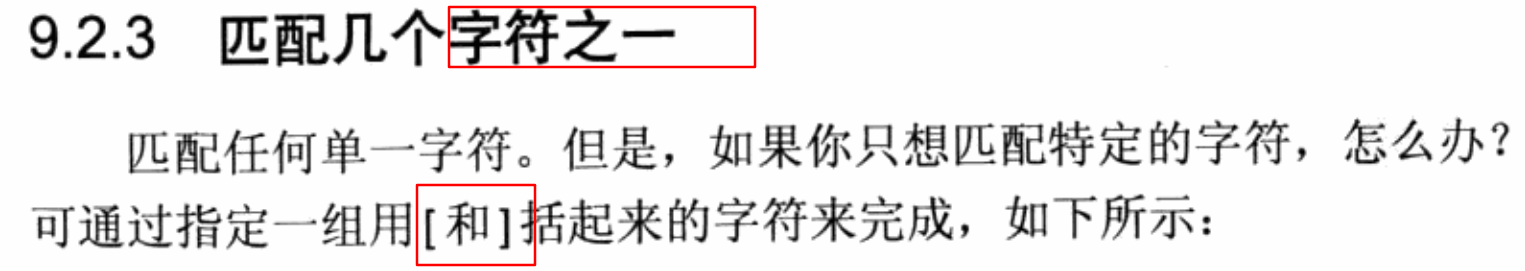 9.2.3 匹配几个字符之一
匹配任何单一字符。但是，如果你只想匹配特定的字符，怎么办？
可通过指定一组用[和]括起来的字符来完成，如下所示：